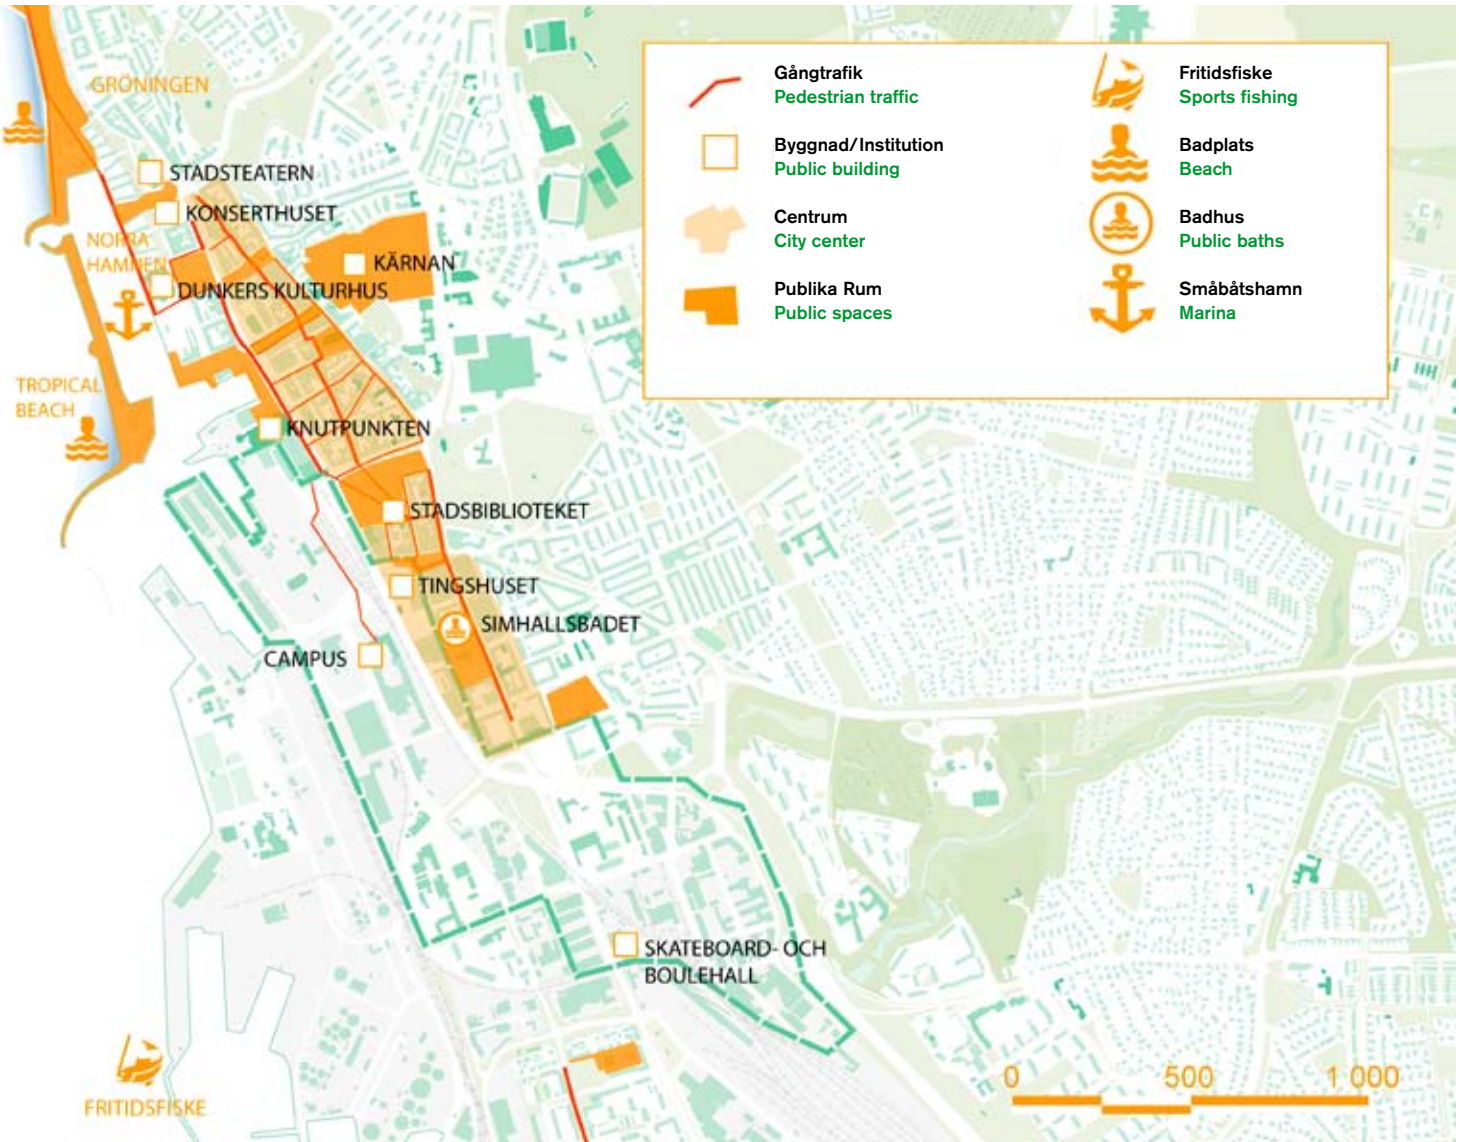 GRÖNINGEN
STADSTEATERN
KONSERTHUSET
NORRA
HAMNEN
KÄRNAN
DUNKERS KULTURHUS
TROPICAL
BEACH
KNUTPUNKTEN
STADSBIBLIOTEKET
TINGSHUSET
SIMHALLSBADET
CAMPUS
SKATEBOARD- OCH
BOULEHALL
FRITIDSFISKE
Gångtrafik
Pedestrian traffic
Byggnad/Institution
Public building
Centrum
City center
Publika Rum
Public spaces
Fritidsfiske
Sports fishing
Badplats
Beach
Badhus
Public baths
Småbåtshamn
Marina
0 500 1 000